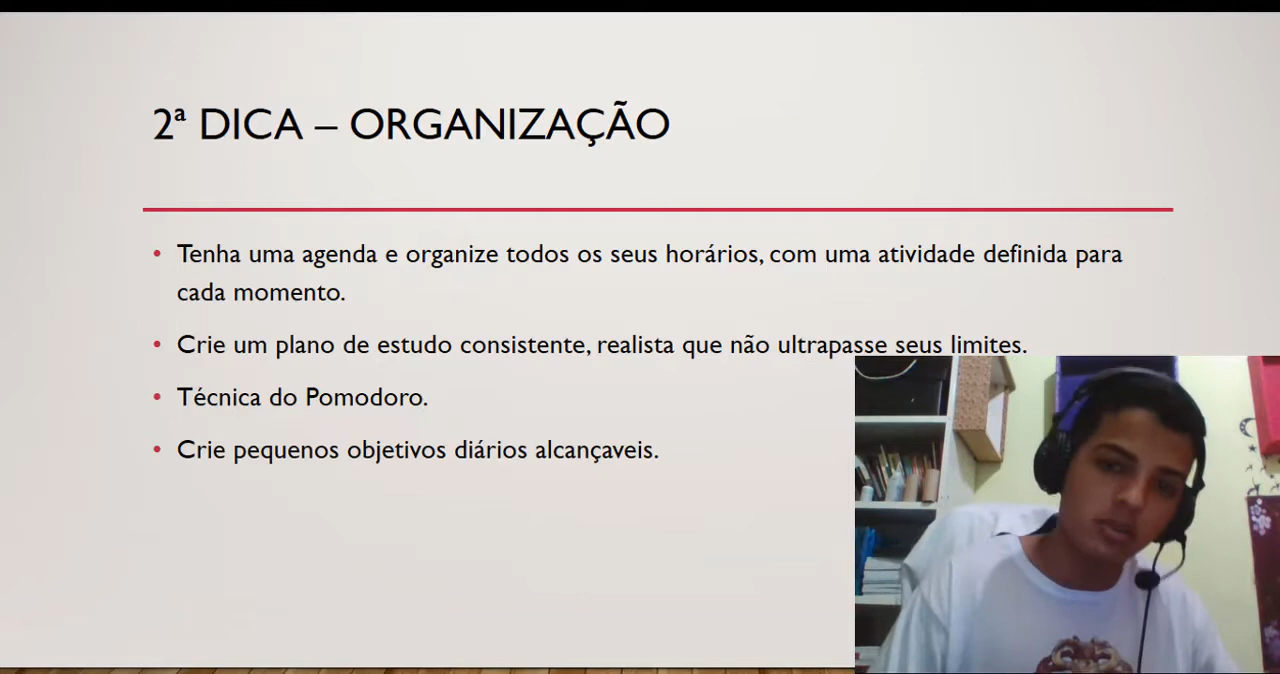 2ª DICA – ORGANIZAÇÃO
• Tenha uma agenda e organize todos os seus horários, com uma atividade definida para
cada momento.
• Crie um plano de estudo consistente, realista que não ultrapasse seus limites.
• Técnica do Pomodoro.
• Crie pequenos objetivos diários alcançaveis.